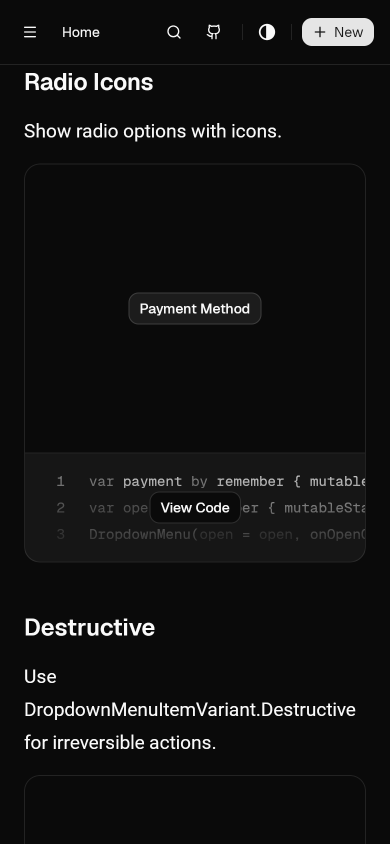 Home
New
Radio Icons
Show radio options with icons.
Payment Method
1 var payment by remember { mutable
2 var ope er { mutableSta
View Code
3 DropdownMenu(open = open, onOpenC
Destructive
Use
DropdownMenuItemVariant.Destructive
for irreversible actions.